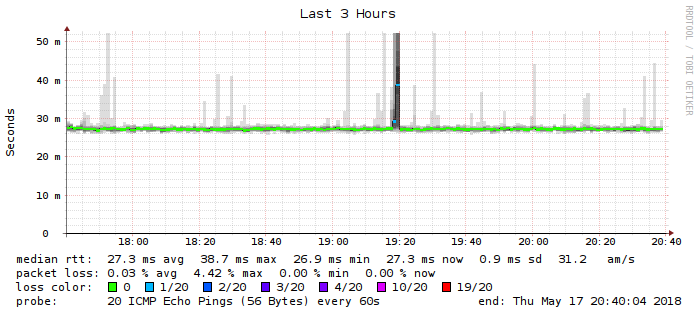 Last 3 Hours
RRDTOOL / TOBI OETIKER
Seconds
50 m
40 m
30 m
20 m
10 m
0
18:00 18:20 18:40 19:00 19:20 19:40 20:00 20:20 20:40
median rtt: 27.3 ms avg 38.7 ms max 26.9 ms min 27.3 ms now 0.9 ms sd 31.2 am/s
packet loss: 0.03 % avg 4.42 % max 0.00 % min 0.00 % now
loss color: 0 1/20 2/20 3/20 4/20 10/20 19/20
probe: 20 ICMP Echo Pings (56 Bytes) every 60s end: Thu May 17 20:40:04 2018